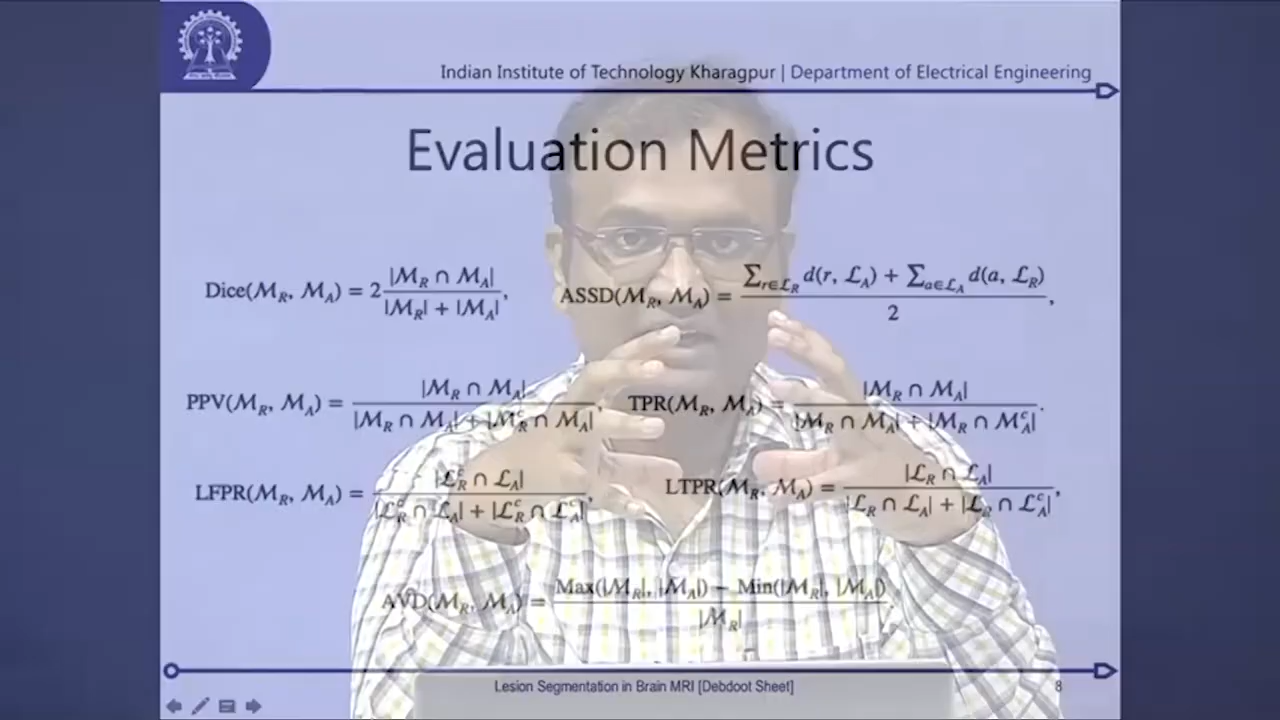 Indian Institute of Technology Kharagpur | Department of Electrical Engineering
Evaluation Metrics
Dice(M_R, M_A) = 2 |M_R ∩ M_A| / |M_R| + |M_A| ,
ASSD(M_R, M_A) = ∑_{r∈L_R} d(r, L_A) + ∑_{a∈L_A} d(a, L_R) / 2 ,
PPV(M_R, M_A) = |M_R ∩ M_A| / |M_R ∩ M_A| + |M_R^c ∩ M_A| ,
TPR(M_R, M_A) = |M_R ∩ M_A| / |M_R ∩ M_A| + |M_R ∩ M_A^c| .
LFPR(M_R, M_A) = |L_R^c ∩ L_A| / |L_R^c ∩ L_A| + |L_R^c ∩ L_A^c| ,
LTPR(M_R, M_A) = |L_R ∩ L_A| / |L_R ∩ L_A| + |L_R ∩ L_A^c| ,
AVD(M_R, M_A) = Max(|M_R|, |M_A|) − Min(|M_R|, |M_A|) / |M_R| .
Lesion Segmentation in Brain MRI [Debdoot Sheet]
8